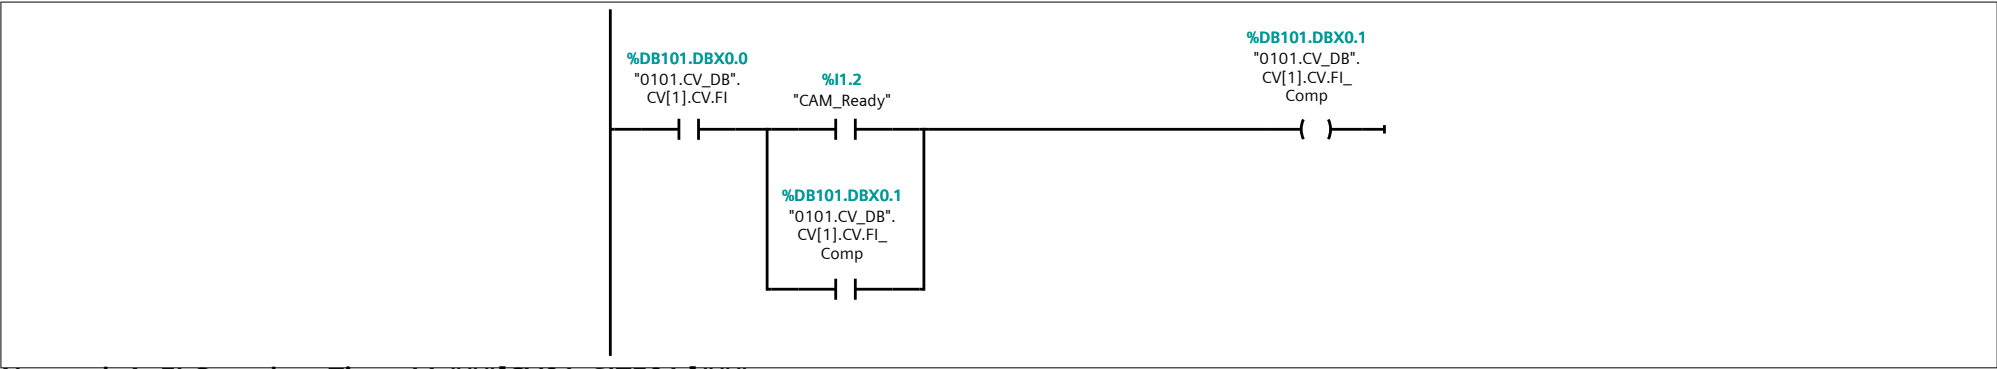 %DB101.DBX0.0
"0101.CV_DB".
CV[1].CV.FI
%I1.2
"CAM_Ready"
%DB101.DBX0.1
"0101.CV_DB".
CV[1].CV.FI_
Comp
%DB101.DBX0.1
"0101.CV_DB".
CV[1].CV.FI_
Comp